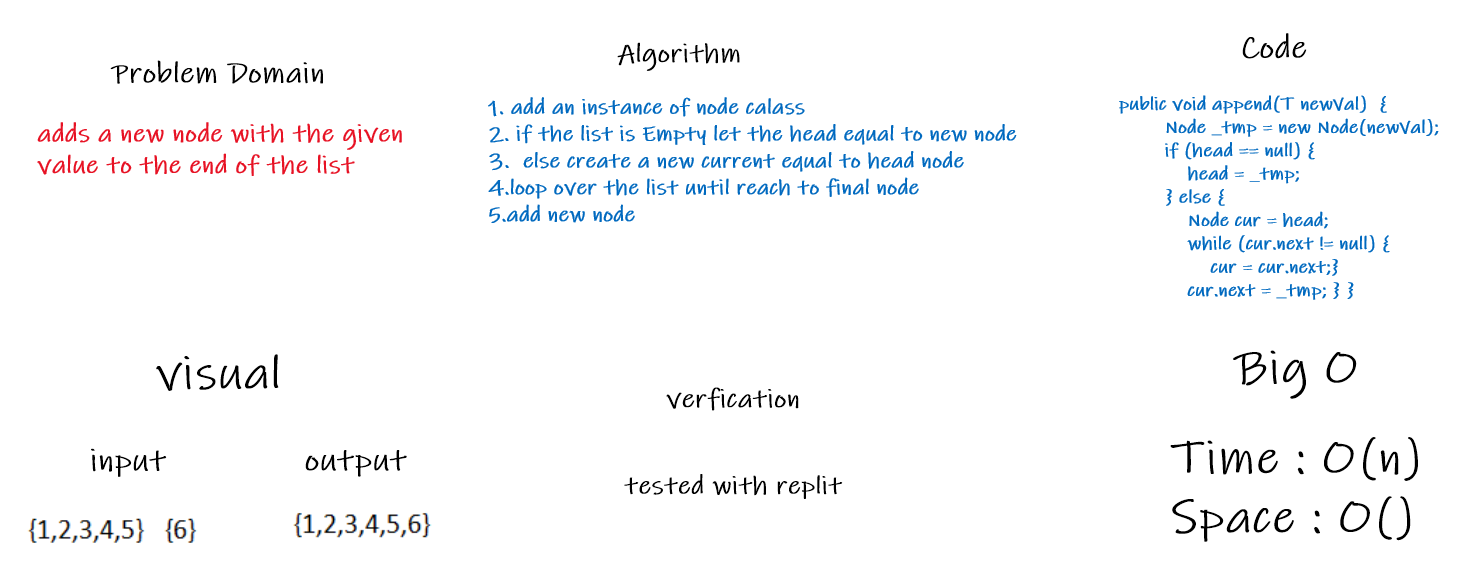 Problem Domain
adds a new node with the given
value to the end of the list
Algorithm
1. add an instance of node calass
2. if the list is Empty let the head equal to new node
3.  else create a new current equal to head node
4.loop over the list until reach to final node
5.add new node
Code
public void append(T newVal)  {
Node _tmp = new Node(newVal);
if (head == null) {
head = _tmp;
} else {
Node cur = head;
while (cur.next != null) {
cur = cur.next;}
cur.next = _tmp; } }
visual
input
output
{1,2,3,4,5}   {6}
{1,2,3,4,5,6}
verfication
tested with replit
Big O
Time : O(n)
Space : O()